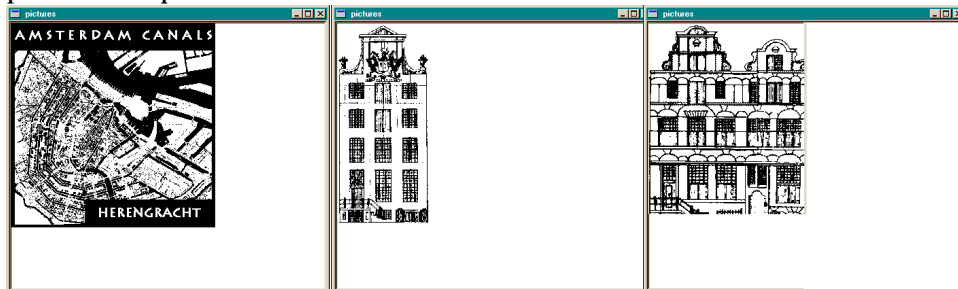 pictures
AMSTERDAM CANALS
HERENGRACHT
pictures
pictures